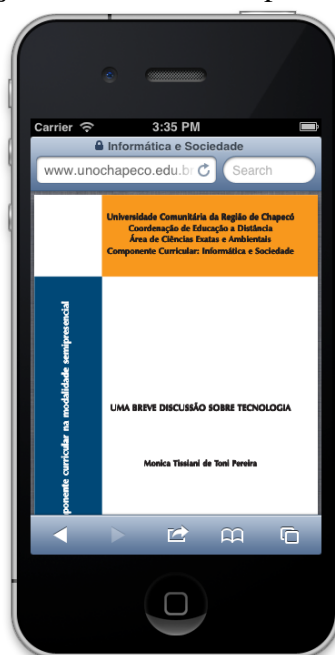 Carrier 3:35 PM
Informática e Sociedade
www.unochapeco.edu.br Search
Universidade Comunitária da Região de Chapecó
Coordenação de Educação a Distância
Área de Ciências Exatas e Ambientais
Componente Curricular: Informática e Sociedade
ponente curricular na modalidade semipresencial
UMA BREVE DISCUSSÃO SOBRE TECNOLOGIA
Monica Tissiani de Toni Pereira